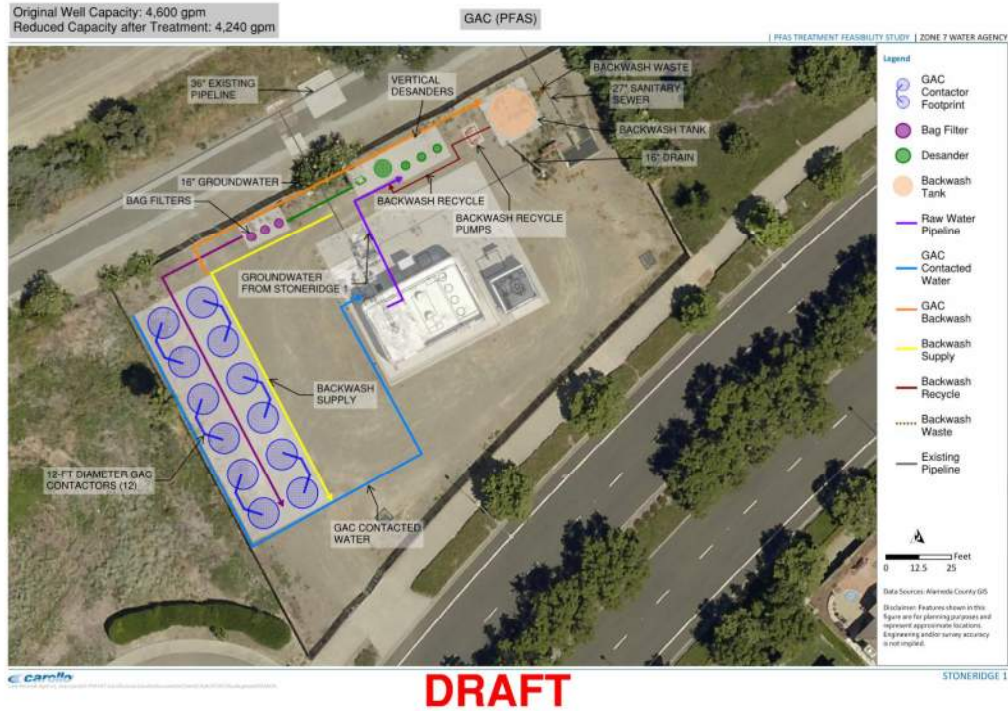 Original Well Capacity: 4,600 gpm
Reduced Capacity after Treatment: 4,240 gpm
GAC (PFAS)
| PFAS TREATMENT FEASIBILITY STUDY | ZONE 7 WATER AGENCY
36" EXISTING
PIPELINE
VERTICAL
DESANDERS
BACKWASH WASTE
27" SANITARY
SEWER
BACKWASH TANK
16" DRAIN
16" GROUNDWATER
BAG FILTERS
BACKWASH RECYCLE
BACKWASH RECYCLE
PUMPS
GROUNDWATER
FROM STONERIDGE 1
BACKWASH
SUPPLY
12-FT DIAMETER GAC
CONTACTORS (12)
GAC CONTACTED
WATER
Legend
GAC
Contactor
Footprint
Bag Filter
Desander
Backwash
Tank
Raw Water
Pipeline
GAC
Contacted
Water
GAC
Backwash
Backwash
Supply
Backwash
Recycle
Backwash
Waste
Existing
Pipeline
Feet
0 12.5 25
Data Sources: Alameda County GIS
Disclaimer: Features shown in this
figure are for planning purposes and
represent approximate locations.
Engineering and/or survey accuracy
is not implied.
carollo
STONERIDGE 1
DRAFT